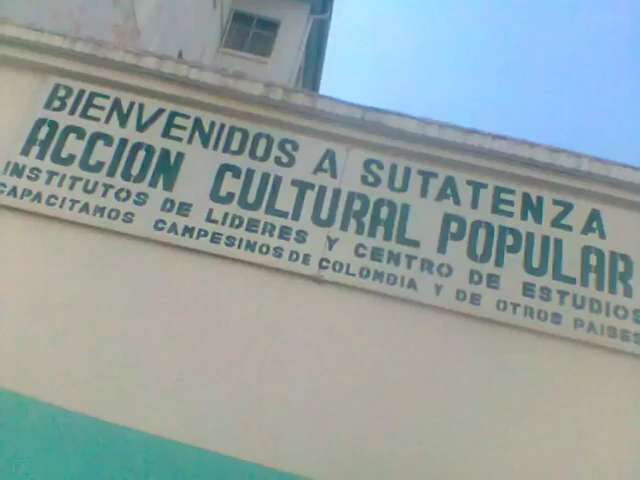 BIENVENIDOS A SUTATENZA
ACCION CULTURAL POPULAR
INSTITUTOS DE LIDERES Y CENTRO DE ESTUDIOS
CAPACITAMOS CAMPESINOS DE COLOMBIA Y DE OTROS PAISES